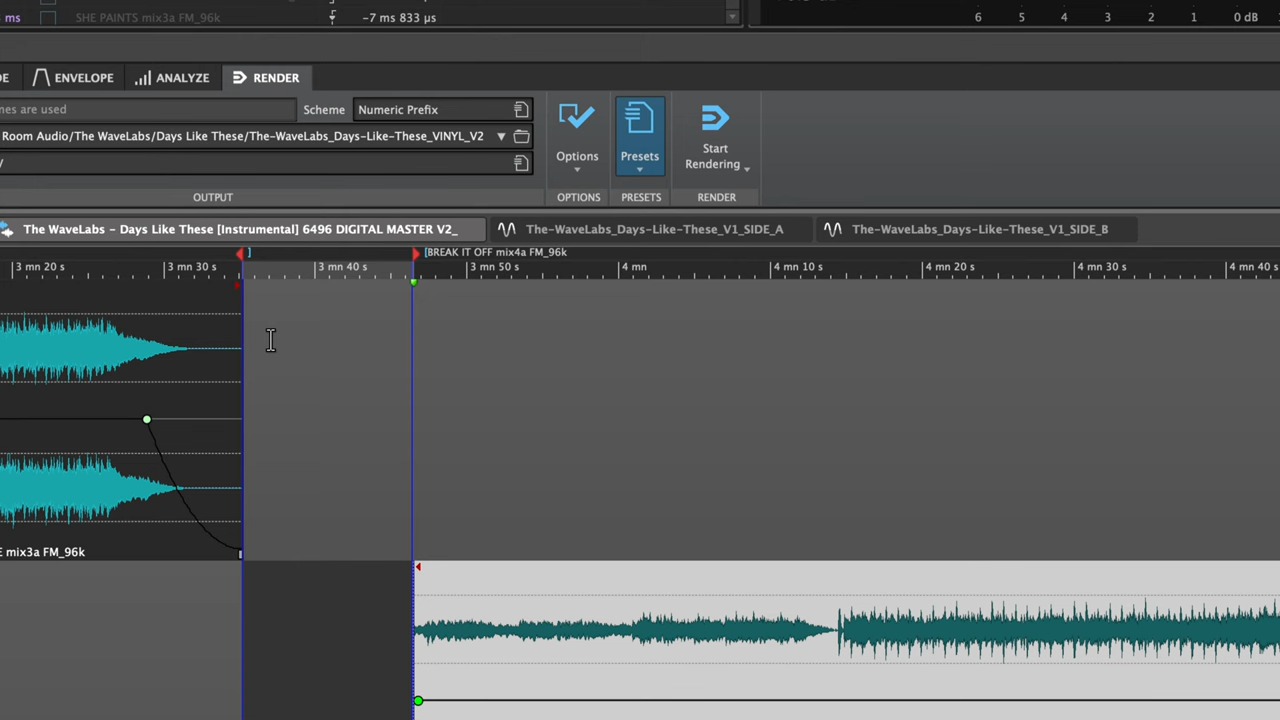 ms SHE PAINTS mix3a FM_96k -7 ms 833 µs
6 5 4 3 2 1 0 dB
DE ENVELOPE ANALYZE RENDER
mes are used Scheme Numeric Prefix
Room Audio/The WaveLabs/Days Like These/The-WaveLabs_Days-Like-These_VINYL_V2
Options Presets Start Rendering
OUTPUT OPTIONS PRESETS RENDER
The WaveLabs - Days Like These [Instrumental] 6496 DIGITAL MASTER V2_ The-WaveLabs_Days-Like-These_V1_SIDE_A The-WaveLabs_Days-Like-These_V1_SIDE_B
] [BREAK IT OFF mix4a FM_96k
3 mn 20 s 3 mn 30 s 3 mn 40 s 3 mn 50 s 4 mn 4 mn 10 s 4 mn 20 s 4 mn 30 s 4 mn 40 s
E mix3a FM_96k